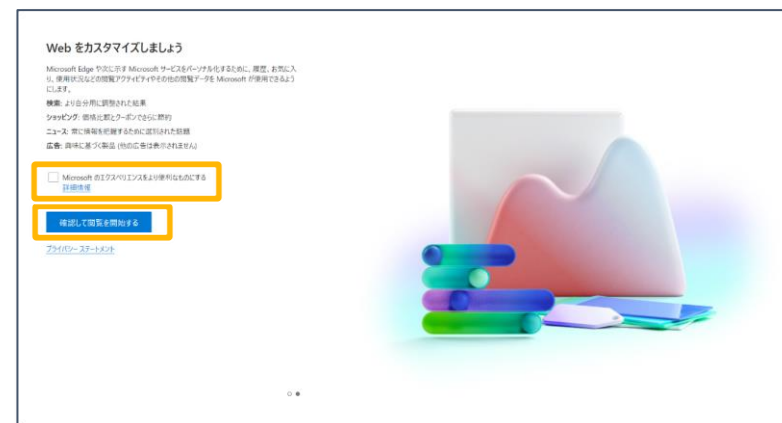 Web をカスタマイズしましょう
Microsoft Edge や次に示す Microsoft サービスをパーソナル化するために、履歴、お気に入
り、使用状況などの閲覧アクティビティやその他の閲覧データを Microsoft が使用できるよう
にします。
検索: より自分用に調整された結果
ショッピング: 価格比較とクーポンでさらに節約
ニュース: 常に情報を把握するために選別された話題
広告: 興味に基づく製品 (他の広告は表示されません)
Microsoft のエクスペリエンスをより便利なものにする
詳細情報
確認して閲覧を開始する
プライバシー ステートメント